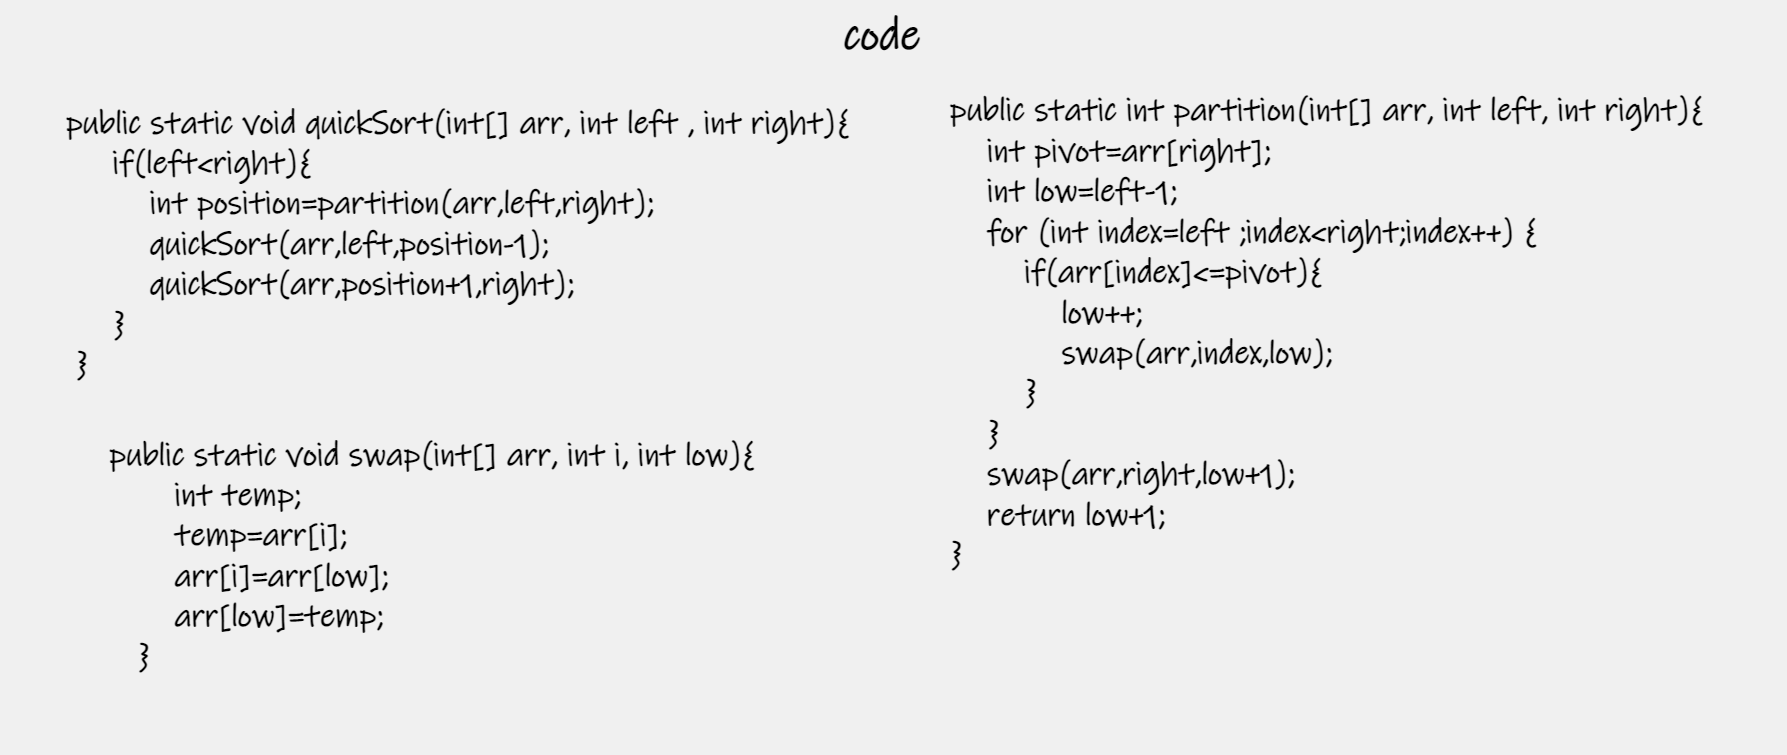 code
public static void quickSort(int[] arr, int left , int right){
if(left<right){
int position=partition(arr,left,right);
quickSort(arr,left,position-1);
quickSort(arr,position+1,right);
}
}
public static void swap(int[] arr, int i, int low){
int temp;
temp=arr[i];
arr[i]=arr[low];
arr[low]=temp;
}
public static int partition(int[] arr, int left, int right){
int pivot=arr[right];
int low=left-1;
for (int index=left ;index<right;index++) {
if(arr[index]<=pivot){
low++;
swap(arr,index,low);
}
}
swap(arr,right,low+1);
return low+1;
}